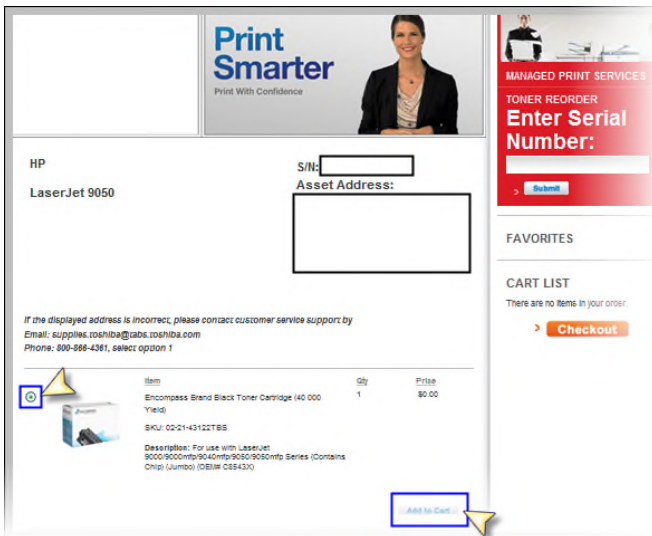 Print
Smarter
Print With Confidence
MANAGED PRINT SERVICES
TONER REORDER
Enter Serial
Number:
Submit
HP
S/N:
LaserJet 9050
Asset Address:
FAVORITES
CART LIST
There are no items in your order.
Checkout
If the displayed address is incorrect, please contact customer service support by
Email: supplies.toshiba@tabs.toshiba.com
Phone: 800-866-4361, select option 1
Item Qty Price
Encompass Brand Black Toner Cartridge (40 000 1 $0.00
Yield)
SKU: 02-21-43122TBS
Description: For use with LaserJet
9000/9000mfp/9040mfp/9050/9050mfp Series (Contains
Chip) (Jumbo) (OEM# C8543X)
Add to Cart